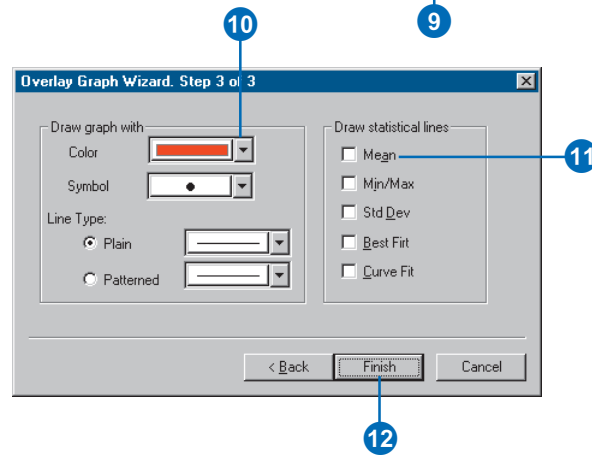 10
9
Overlay Graph Wizard. Step 3 of 3
Draw graph with
Color
Symbol
Line Type:
Plain
Patterned
Draw statistical lines
Mean
Min/Max
Std Dev
Best Firt
Curve Fit
11
< Back
Finish
Cancel
12